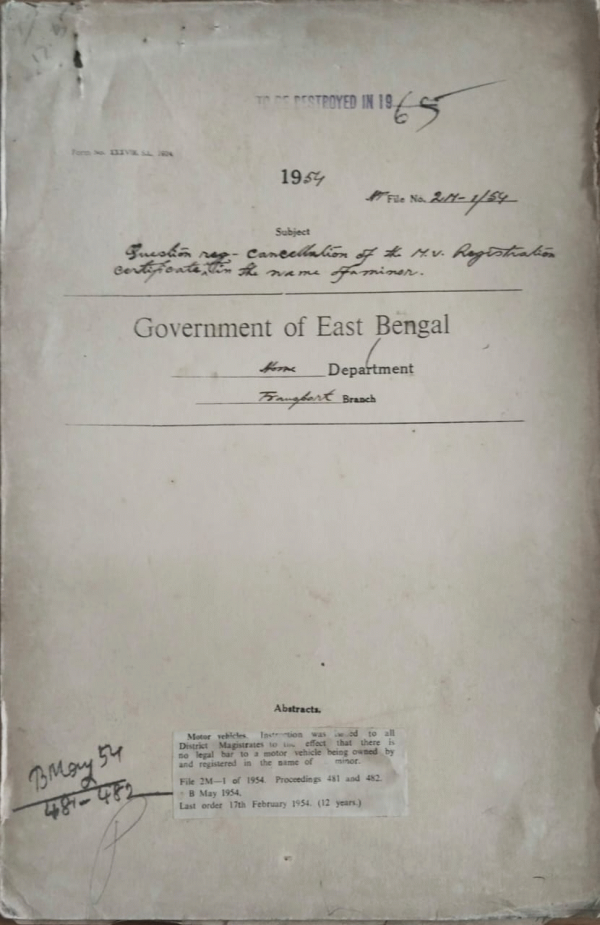 TO BE DESTROYED IN 1965
Form No. XXXVIII
1954
File No. 2M-1/54
Subject
Question reg- cancellation of the M.V. Registration
certificate in the name of a minor.
Government of East Bengal
Home Department
Transport Branch
Abstracts.
Motor vehicles. Instruction was issued to all
District Magistrates to the effect that there is
no legal bar to a motor vehicle being owned by
and registered in the name of minor.
File 2M—1 of 1954. Proceedings 481 and 482.
B May 1954.
Last order 17th February 1954. (12 years.)
B May 54
481-482